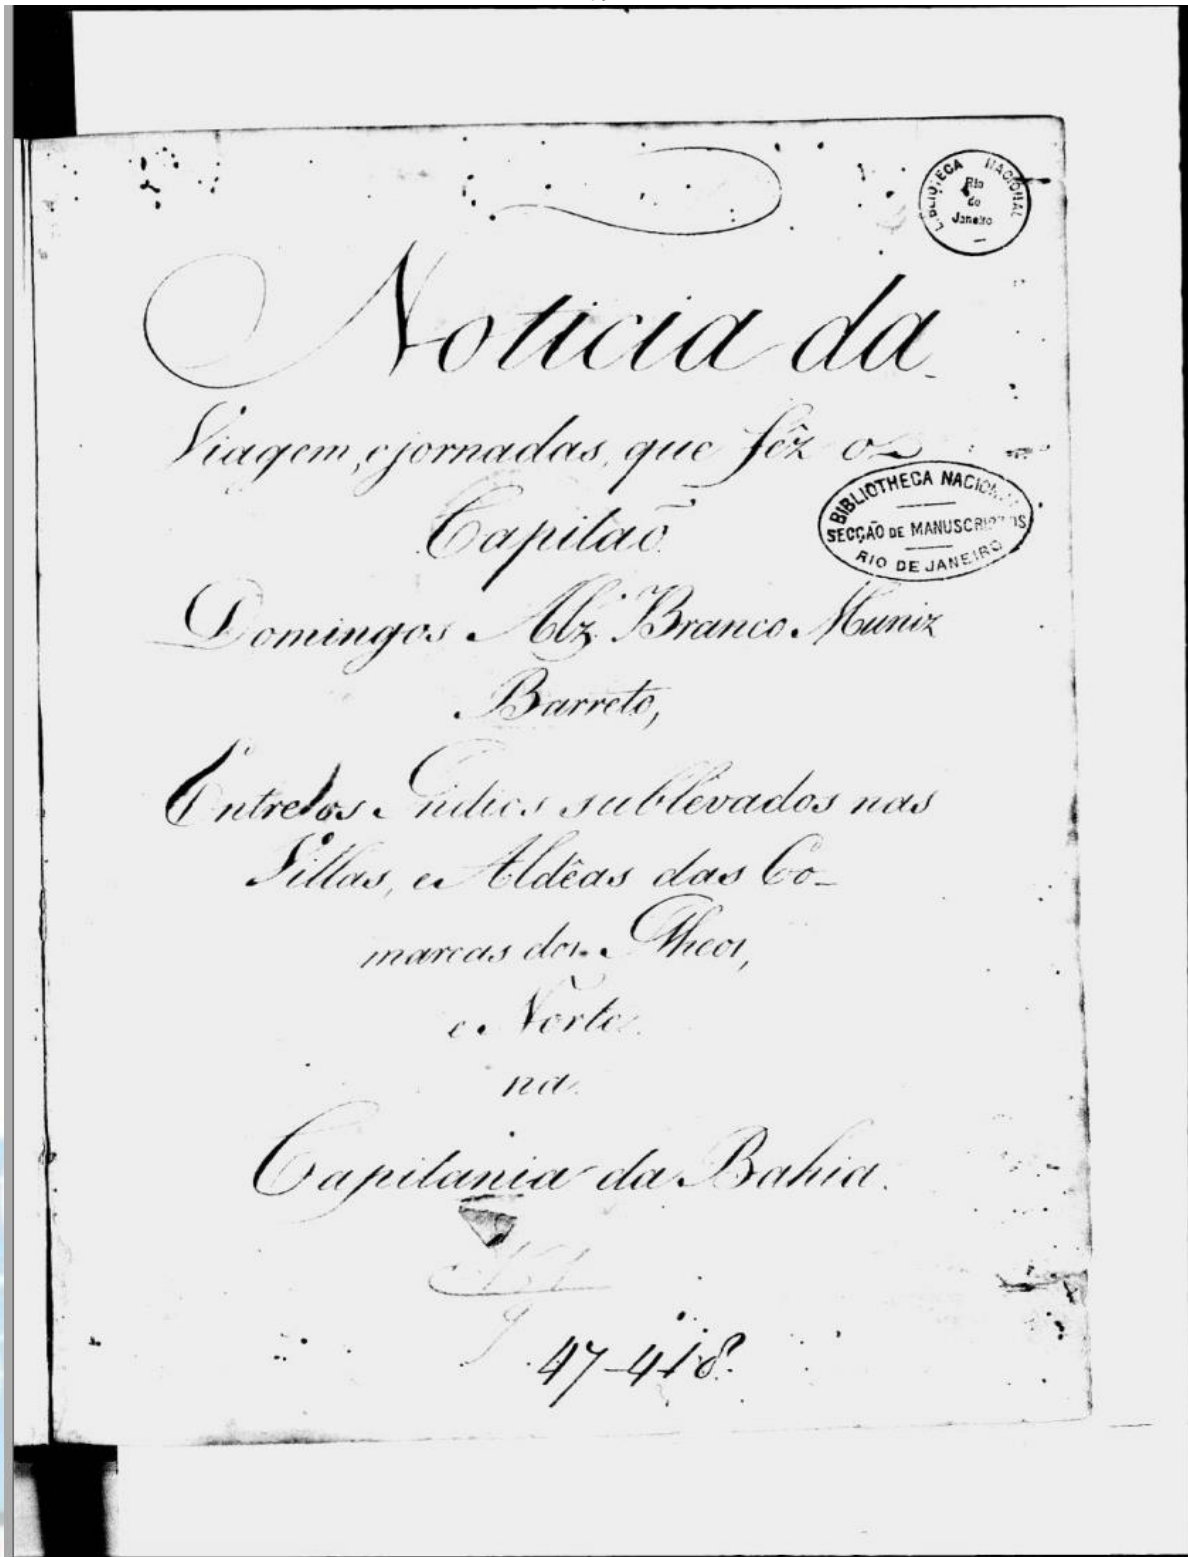 BIBLIOTECA NACIONAL
Rio
de
Janeiro
Noticia da
Viagem, e jornadas, que fêz o
Capitaõ
BIBLIOTHECA NACIONAL
SECÇÃO DE MANUSCRIPTOS
RIO DE JANEIRO
Domingos Alz Branco Muniz
Barreto,
Entre os Indios sublevados nas
Villas, e Aldêas das Co-
marcas dos Ilheos,
e Norte
na
Capitania da Bahia.
47-418.